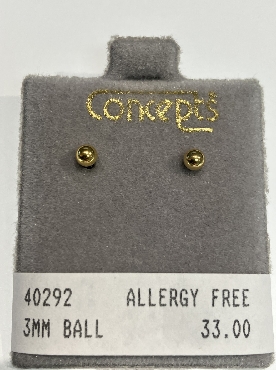 Concepts
40292 ALLERGY FREE
3MM BALL 33.00